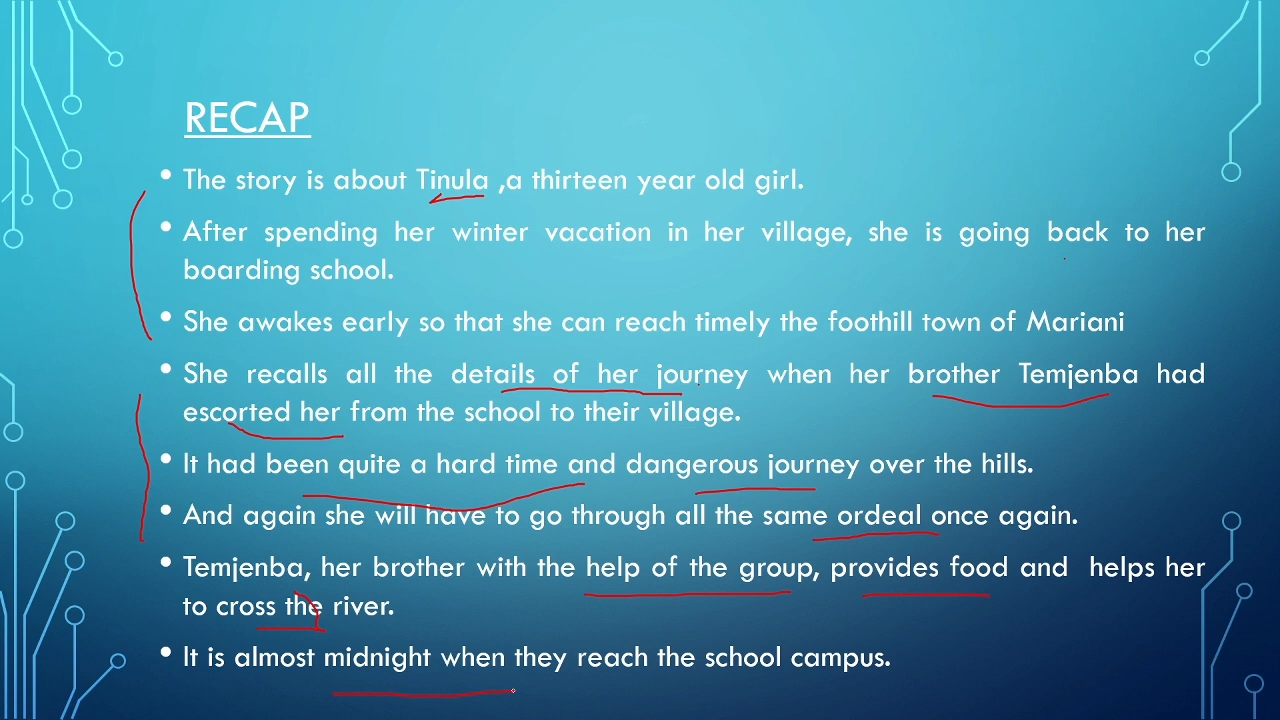 RECAP
• The story is about Tinula ,a thirteen year old girl.
• After spending her winter vacation in her village, she is going back to her
boarding school.
• She awakes early so that she can reach timely the foothill town of Mariani
• She recalls all the details of her journey when her brother Temjenba had
escorted her from the school to their village.
• It had been quite a hard time and dangerous journey over the hills.
• And again she will have to go through all the same ordeal once again.
• Temjenba, her brother with the help of the group, provides food and helps her
to cross the river.
• It is almost midnight when they reach the school campus.